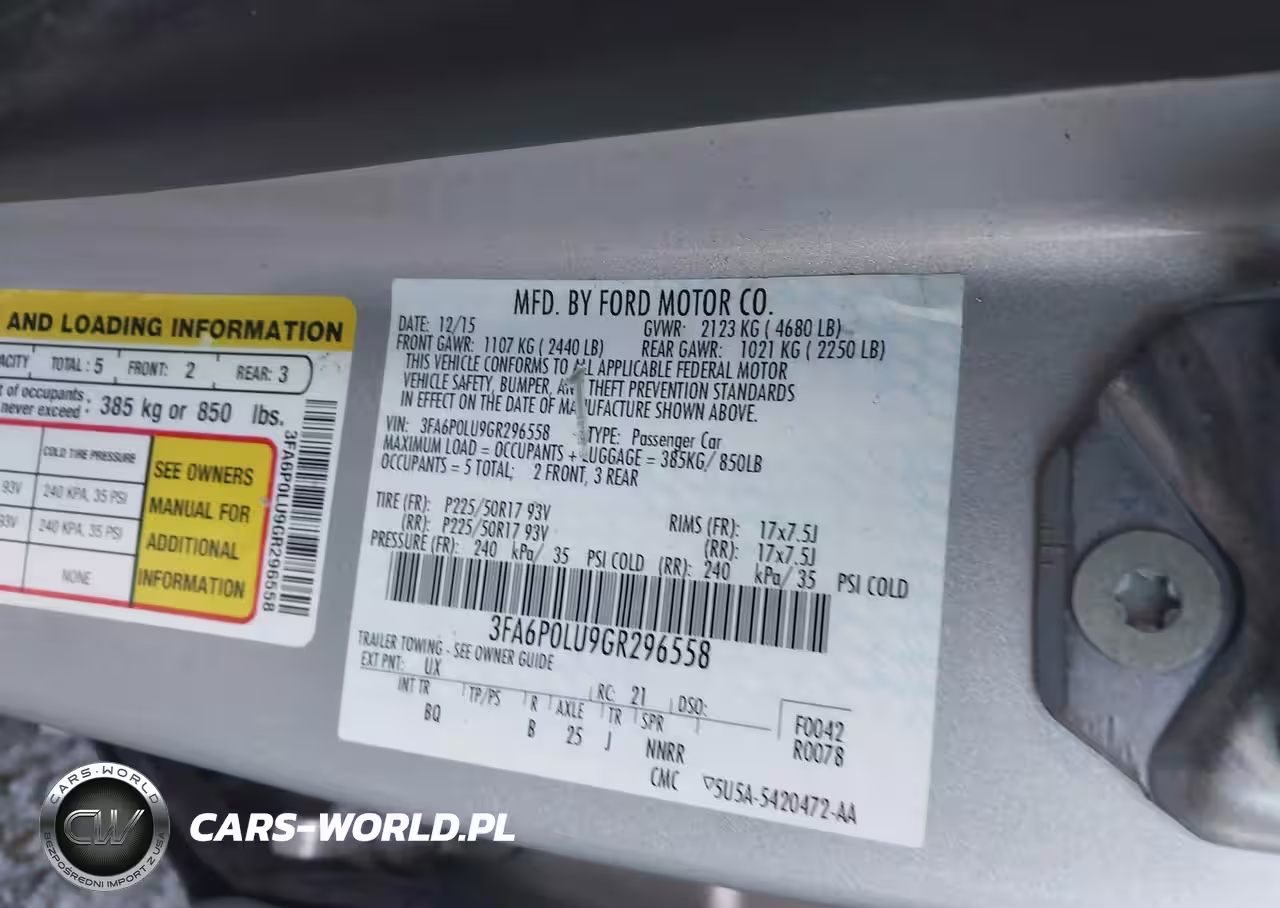 AND LOADING INFORMATION
ACITY TOTAL : 5 FRONT: 2 REAR: 3
t of occupants
never exceed : 385 kg or 850 lbs.
COLD TIRE PRESSURE
93V 240 KPA, 35 PSI
93V 240 KPA, 35 PSI
NONE
SEE OWNERS
MANUAL FOR
ADDITIONAL
INFORMATION
3FA6P0LU9GR296558
MFD. BY FORD MOTOR CO.
DATE: 12/15 GVWR: 2123 KG ( 4680 LB)
FRONT GAWR: 1107 KG ( 2440 LB) REAR GAWR: 1021 KG ( 2250 LB)
THIS VEHICLE CONFORMS TO ALL APPLICABLE FEDERAL MOTOR
VEHICLE SAFETY, BUMPER, AND THEFT PREVENTION STANDARDS
IN EFFECT ON THE DATE OF MANUFACTURE SHOWN ABOVE.
VIN: 3FA6P0LU9GR296558 TYPE: Passenger Car
MAXIMUM LOAD = OCCUPANTS + LUGGAGE = 385KG/ 850LB
OCCUPANTS = 5 TOTAL; 2 FRONT, 3 REAR
TIRE (FR): P225/50R17 93V RIMS (FR): 17x7.5J
(RR): P225/50R17 93V (RR): 17x7.5J
PRESSURE (FR): 240 kPa/ 35 PSI COLD (RR): 240 kPa/ 35 PSI COLD
3FA6P0LU9GR296558
TRAILER TOWING - SEE OWNER GUIDE
EXT PNT: UX RC: 21 DSO:
INT TR TP/PS R AXLE TR SPR F0042
BQ B 25 J NNRR R0078
CMC ▽5U5A-5420472-AA
CARS-WORLD
CW
BEZPOŚREDNI IMPORT Z USA
CARS-WORLD.PL